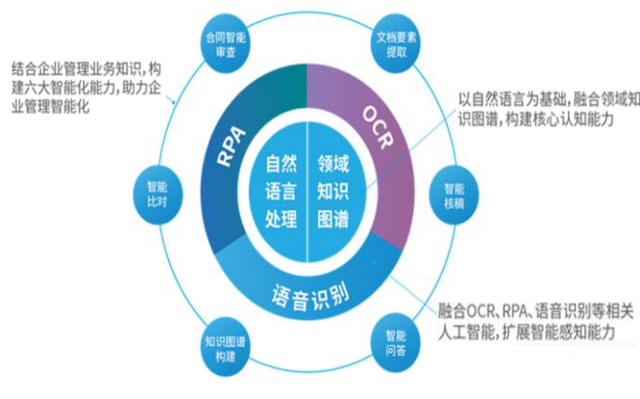 合同智能
审查
文档要素
提取
结合企业管理业务知识，构
建六大智能化能力，助力企
业管理智能化
以自然语言为基础，融合领域知
识图谱，构建核心认知能力
RPA
OCR
自然
语言
处理
领域
知识
图谱
智能
比对
智能
核稿
语音识别
融合OCR、RPA、语音识别等相关
人工智能，扩展智能感知能力
知识图谱
构建
智能
问答